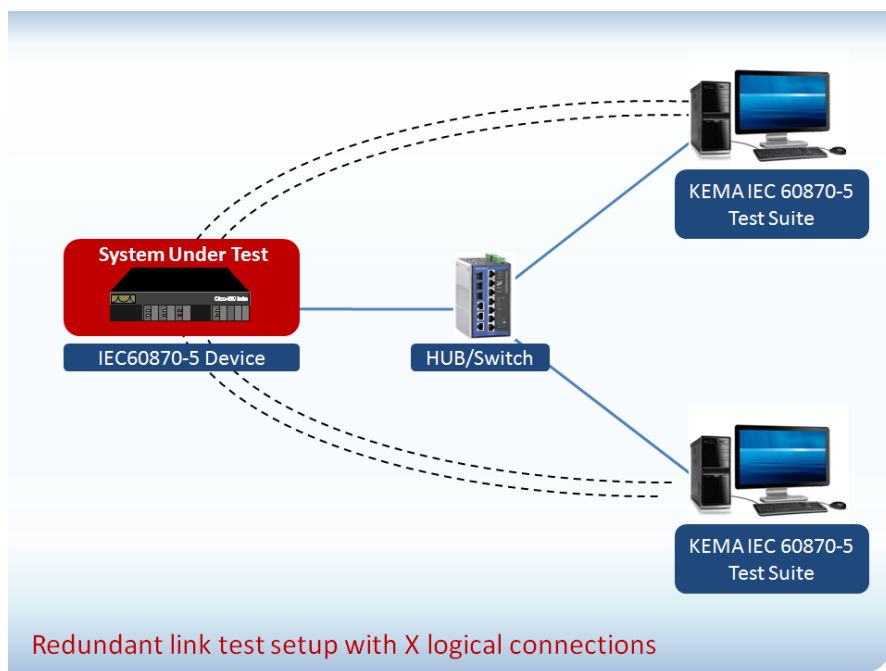 KEMA IEC 60870-5
Test Suite
System Under Test
IEC60870-5 Device
HUB/Switch
KEMA IEC 60870-5
Test Suite
Redundant link test setup with X logical connections